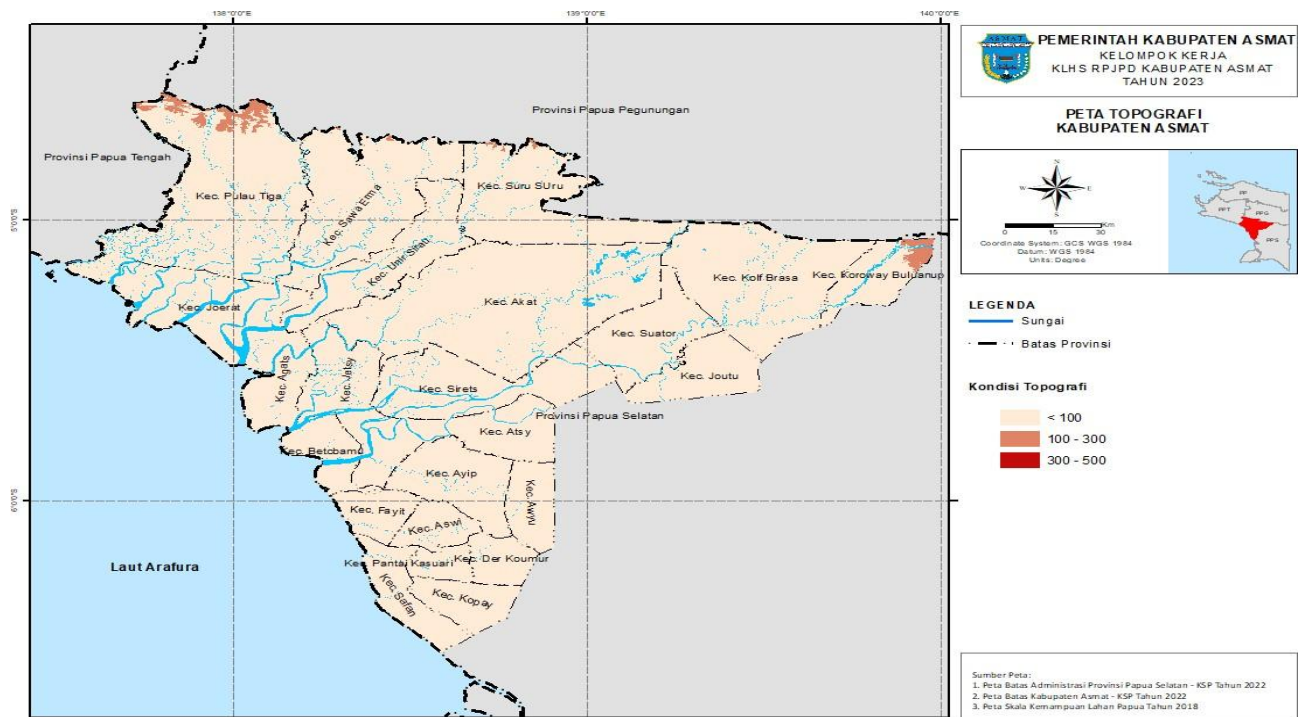 138°0'0"E
139°0'0"E
140°0'0"E
5°0'0"S
6°0'0"S
Provinsi Papua Pegunungan
Provinsi Papua Tengah
Kec. Pulau Tiga
Kec. Sawa Erma
Kec. Suru SUru
Kec. Unir Siran
Kec. Joerat
Kec. Akat
Kec. Kolf Brasa
Kec. Koroway Buluanup
Kec. Suator
Kec. Joutu
Kec. Agats
Kec. Jetsy
Kec. Sirets
Provinsi Papua Selatan
Kec. Atsy
Kec. Betcbamu
Kec. Ayip
Kec. Awyu
Kec. Fayit
Kec. Aswi
Kec. Pantai Kasuari
Kec. Der Koumur
Kec. Safan
Kec. Kopay
Laut Arafura
ASMAT
PEMERINTAH KABUPATEN ASMAT
KELOMPOK KERJA
KLHS RPJPD KABUPATEN ASMAT
TAHUN 2023
PETA TOPOGRAFI
KABUPATEN ASMAT
N
W
E
S
0 15 30 Km
Coordinate System: GCS WGS 1984
Datum: WGS 1984
Units: Degree
PP
PPT
PPG
PPS
LEGENDA
Sungai
Batas Provinsi
Kondisi Topografi
< 100
100 - 300
300 - 500
Sumber Peta:
1. Peta Batas Administrasi Provinsi Papua Selatan - KSP Tahun 2022
2. Peta Batas Kabupaten Asmat - KSP Tahun 2022
3. Peta Skala Kemampuan Lahan Papua Tahun 2018